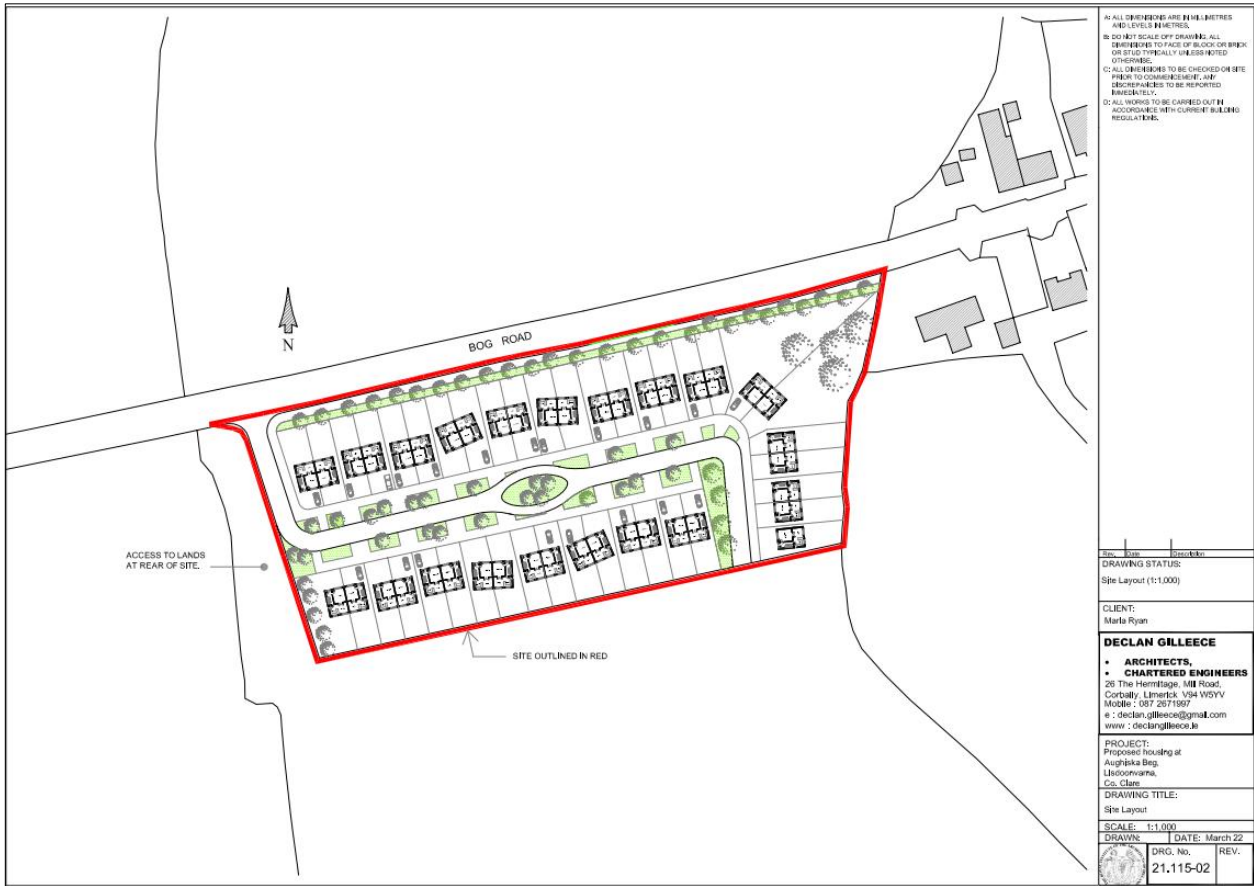 A: ALL DIMENSIONS ARE IN MILLIMETRES
AND LEVELS IN METRES.
B: DO NOT SCALE OFF DRAWING, ALL
DIMENSIONS TO FACE OF BLOCK OR BRICK
OR STUD TYPICALLY UNLESS NOTED
OTHERWISE.
C: ALL DIMENSIONS TO BE CHECKED ON SITE
PRIOR TO COMMENCEMENT, ANY
DISCREPANCIES TO BE REPORTED
IMMEDIATELY.
D: ALL WORKS TO BE CARRIED OUT IN
ACCORDANCE WITH CURRENT BUILDING
REGULATIONS.
N
BOG ROAD
ACCESS TO LANDS
AT REAR OF SITE.
SITE OUTLINED IN RED
Rev. Date Description
DRAWING STATUS:
Site Layout (1:1,000)
CLIENT:
Marla Ryan
DECLAN GILLEECE
• ARCHITECTS,
• CHARTERED ENGINEERS
26 The Hermitage, Mill Road,
Corbally, Limerick V94 W5YV
Mobile : 087 2671997
e : declan.gilleece@gmail.com
www : declangilleece.ie
PROJECT:
Proposed housing at
Aughiska Beg,
Lisdoonvarna,
Co. Clare
DRAWING TITLE:
Site Layout
SCALE: 1:1,000
DRAWN: DATE: March 22
DRG. No. REV.
21.115-02